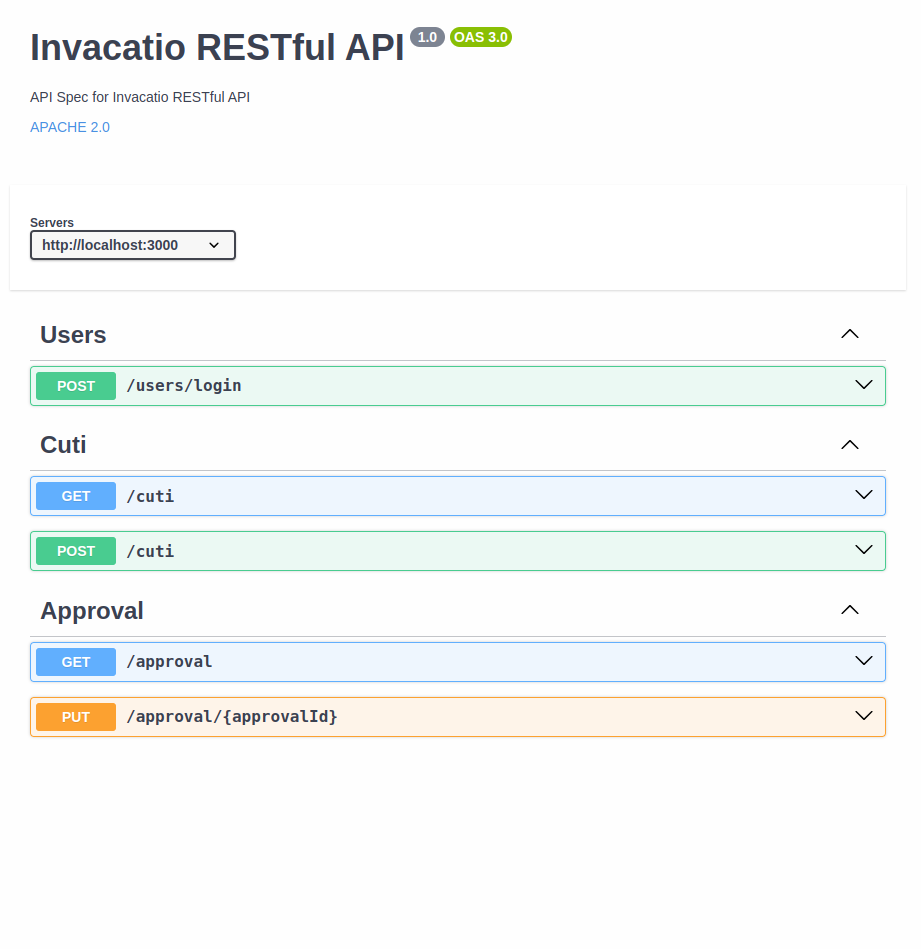 Invacatio RESTful API 1.0 OAS 3.0
API Spec for Invacatio RESTful API
APACHE 2.0
Servers
http://localhost:3000
Users
POST /users/login
Cuti
GET /cuti
POST /cuti
Approval
GET /approval
PUT /approval/{approvalId}